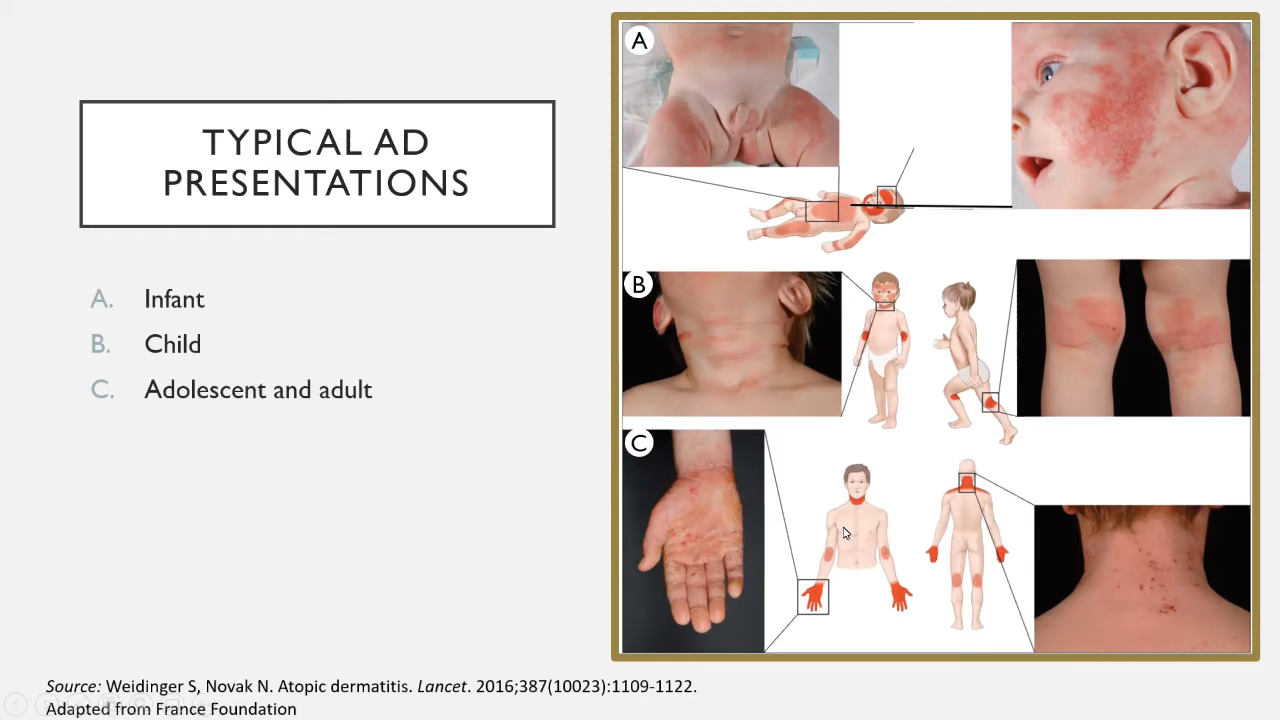 TYPICAL AD
PRESENTATIONS
A. Infant
B. Child
C. Adolescent and adult
A
B
C
Source: Weidinger S, Novak N. Atopic dermatitis. Lancet. 2016;387(10023):1109-1122.
Adapted from France Foundation